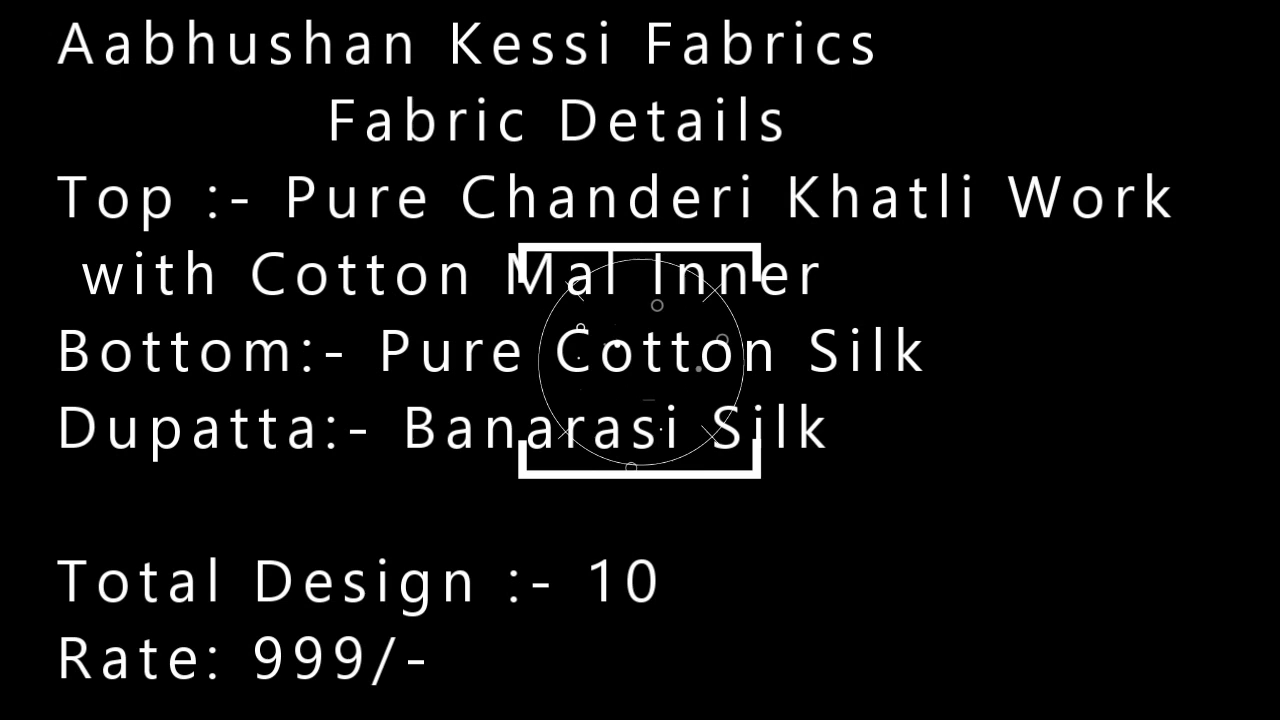 Aabhushan Kessi Fabrics
Fabric Details
Top :- Pure Chanderi Khatli Work
with Cotton Mal Inner
Bottom:- Pure Cotton Silk
Dupatta:- Banarasi Silk
Total Design :- 10
Rate: 999/-